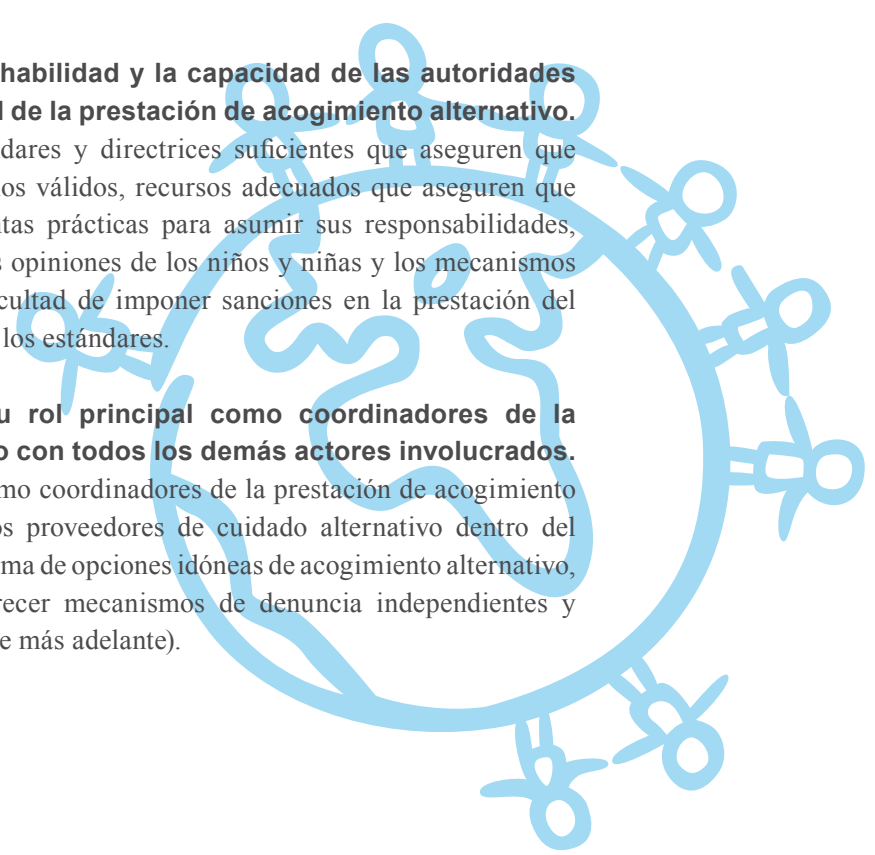 habilidad y la capacidad de las autoridades
de la prestación de acogimiento alternativo.
dares y directrices suficientes que aseguren que
os válidos, recursos adecuados que aseguren que
tas prácticas para asumir sus responsabilidades,
s opiniones de los niños y niñas y los mecanismos
cultad de imponer sanciones en la prestación del
los estándares.
u rol principal como coordinadores de la
o con todos los demás actores involucrados.
mo coordinadores de la prestación de acogimiento
os proveedores de cuidado alternativo dentro del
ma de opciones idóneas de acogimiento alternativo,
recer mecanismos de denuncia independientes y
e más adelante).